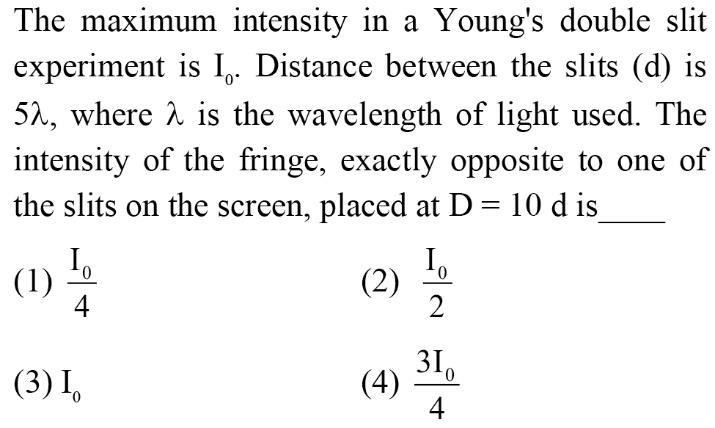 The maximum intensity in a Young's double slit
experiment is I₀. Distance between the slits (d) is
5λ, where λ is the wavelength of light used. The
intensity of the fringe, exactly opposite to one of
the slits on the screen, placed at D = 10 d is____
(1) I₀/4 (2) I₀/2
(3) I₀ (4) 3I₀/4